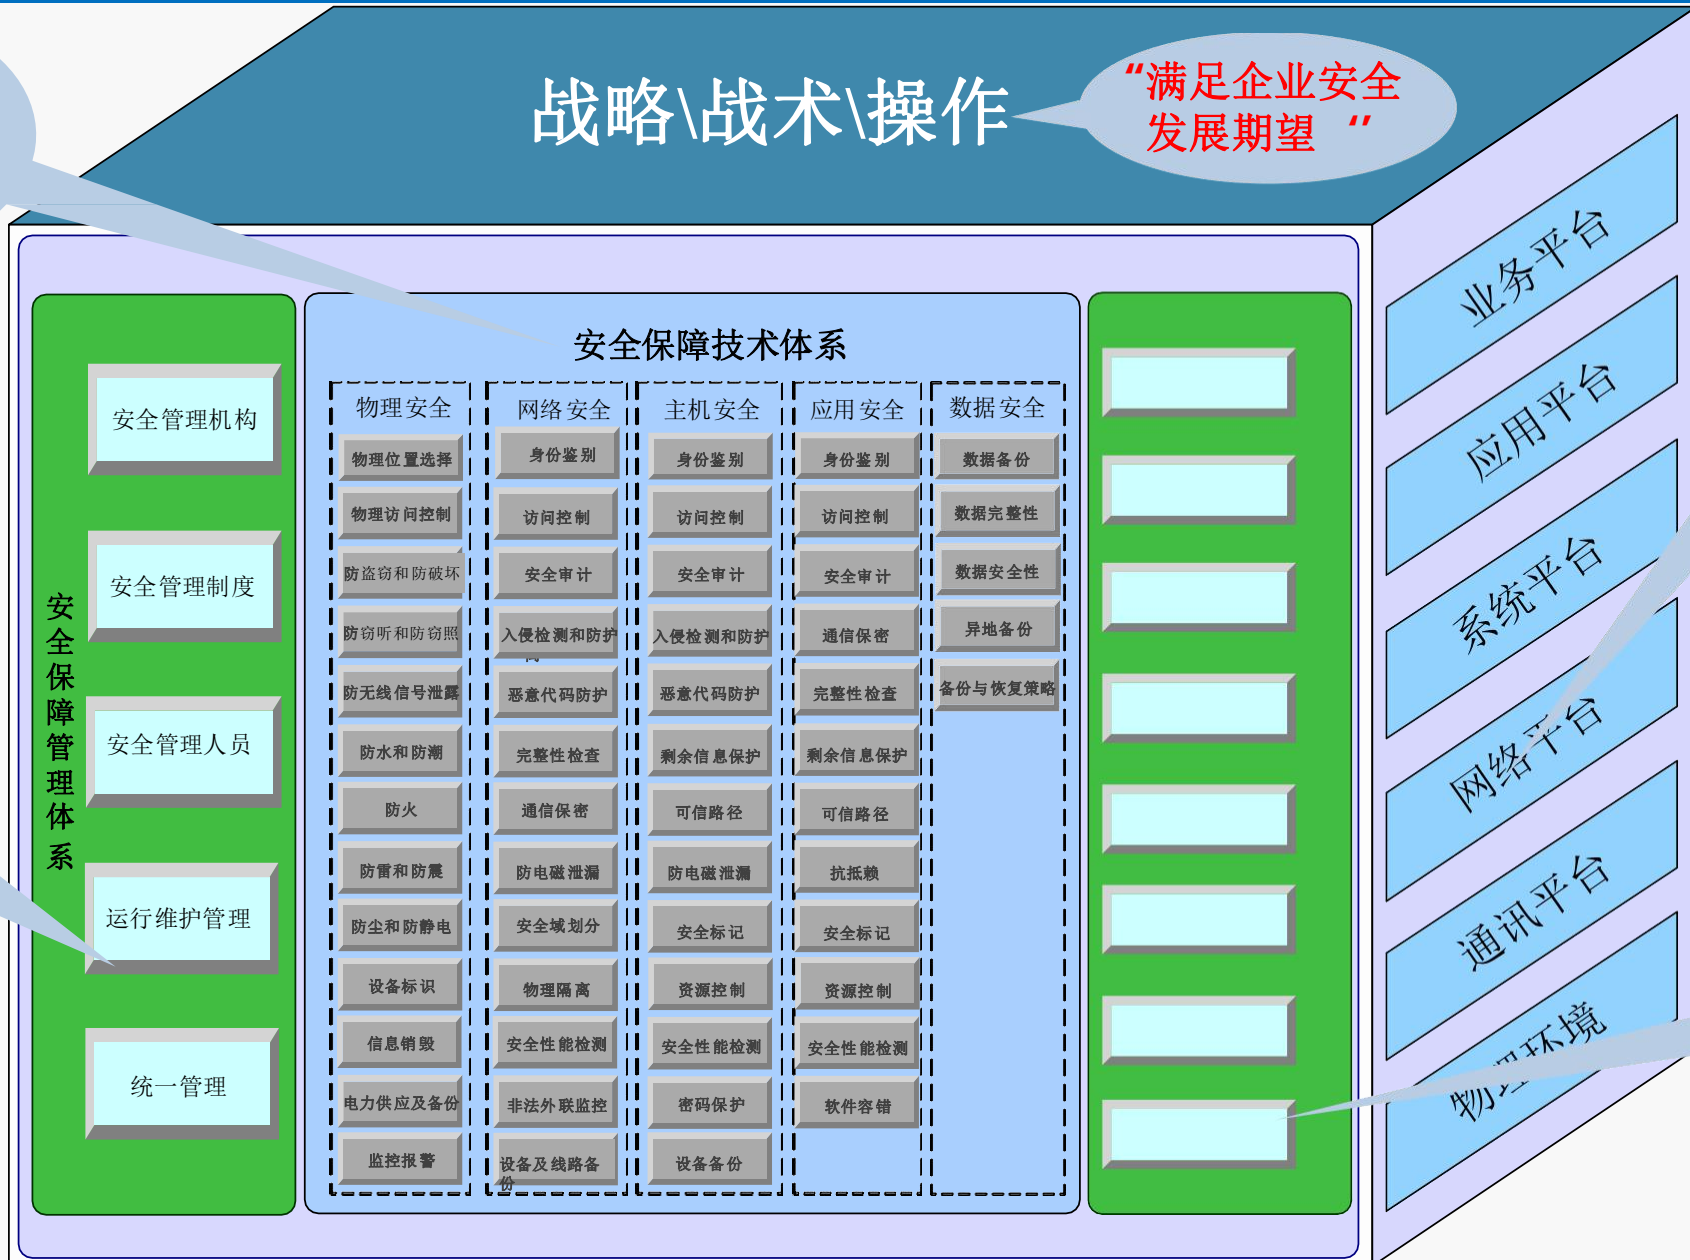 战略\战术\操作
“满足企业安全
发展期望 ‘’
安全保障管理体系
安全管理机构
安全管理制度
安全管理人员
运行维护管理
统一管理
安全保障技术体系
物理安全
物理位置选择
物理访问控制
防盗窃和防破坏
防窃听和防窃照
防无线信号泄露
防水和防潮
防火
防雷和防震
防尘和防静电
设备标识
信息销毁
电力供应及备份
监控报警
网络安全
身份鉴别
访问控制
安全审计
入侵检测和防护
恶意代码防护
完整性检查
通信保密
防电磁泄漏
安全域划分
物理隔离
安全性能检测
非法外联监控
设备及线路备
份
主机安全
身份鉴别
访问控制
安全审计
入侵检测和防护
恶意代码防护
剩余信息保护
可信路径
防电磁泄漏
安全标记
资源控制
安全性能检测
密码保护
设备备份
应用安全
身份鉴别
访问控制
安全审计
通信保密
完整性检查
剩余信息保护
可信路径
抗抵赖
安全标记
资源控制
安全性能检测
软件容错
数据安全
数据备份
数据完整性
数据安全性
异地备份
备份与恢复策略
业务平台
应用平台
系统平台
网络平台
通讯平台
物理环境